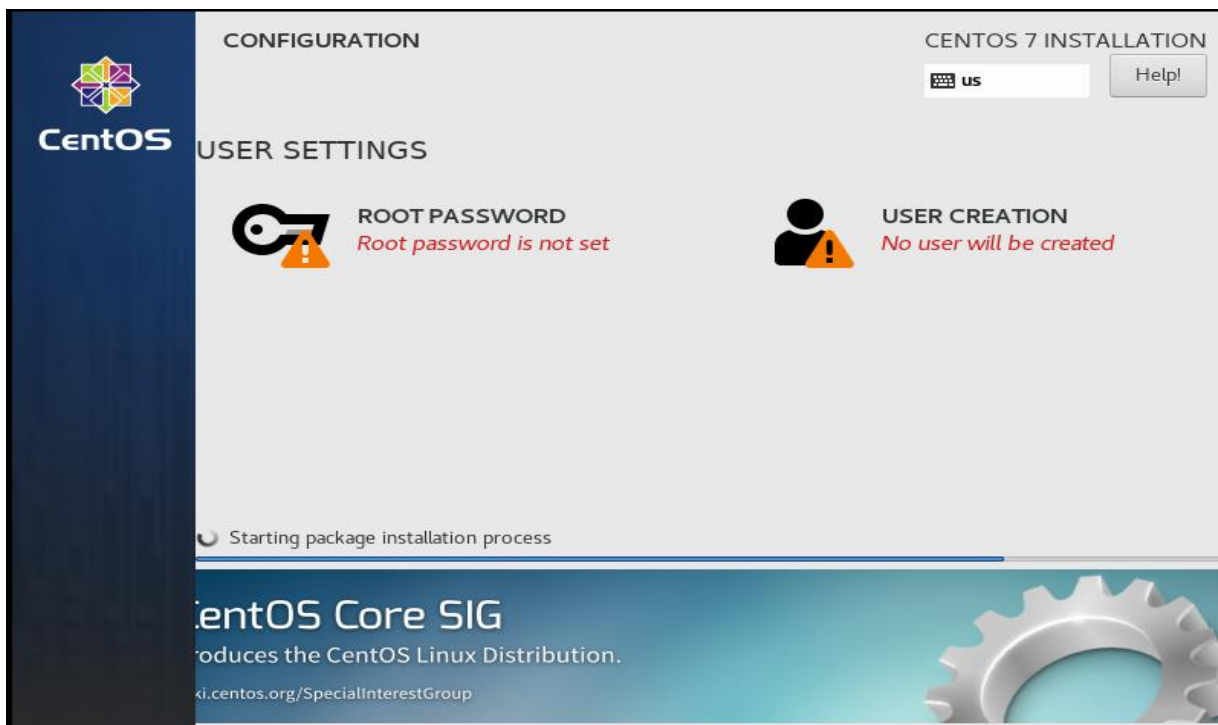 CONFIGURATION
CENTOS 7 INSTALLATION
us
Help!
CentOS
USER SETTINGS
ROOT PASSWORD
Root password is not set
USER CREATION
No user will be created
Starting package installation process
entOS Core SIG
roduces the CentOS Linux Distribution.
ki.centos.org/SpecialInterestGroup